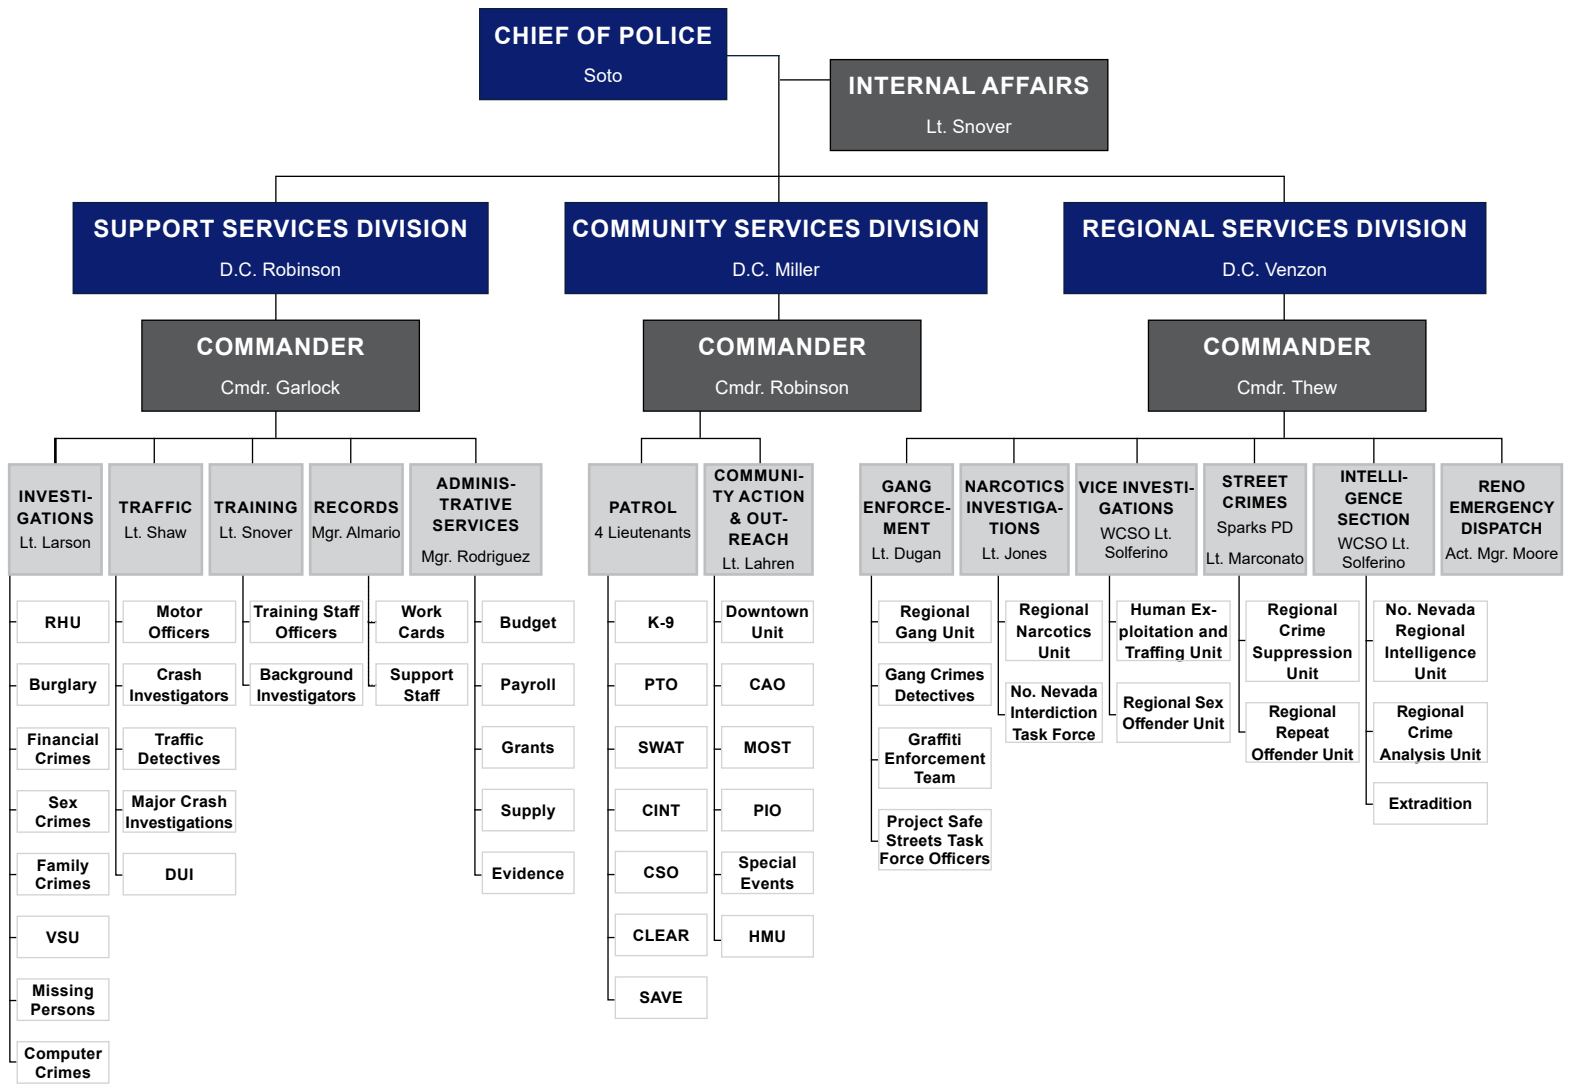 CHIEF OF POLICE
Soto
INTERNAL AFFAIRS
Lt. Snover
SUPPORT SERVICES DIVISION
D.C. Robinson
COMMUNITY SERVICES DIVISION
D.C. Miller
REGIONAL SERVICES DIVISION
D.C. Venzon
COMMANDER
Cmdr. Garlock
COMMANDER
Cmdr. Robinson
COMMANDER
Cmdr. Thew
INVESTI-
GATIONS
Lt. Larson
TRAFFIC
Lt. Shaw
TRAINING
Lt. Snover
RECORDS
Mgr. Almario
ADMINIS-
TRATIVE
SERVICES
Mgr. Rodriguez
PATROL
4 Lieutenants
COMMUNI-
TY ACTION
& OUT-
REACH
Lt. Lahren
GANG
ENFORCE-
MENT
Lt. Dugan
NARCOTICS
INVESTIGA-
TIONS
Lt. Jones
VICE INVESTI-
GATIONS
WCSO Lt.
Solferino
STREET
CRIMES
Sparks PD
Lt. Marconato
INTELLI-
GENCE
SECTION
WCSO Lt.
Solferino
RENO
EMERGENCY
DISPATCH
Act. Mgr. Moore
RHU
Burglary
Financial
Crimes
Sex
Crimes
Family
Crimes
VSU
Missing
Persons
Computer
Crimes
Motor
Officers
Crash
Investigators
Traffic
Detectives
Major Crash
Investigations
DUI
Training Staff
Officers
Background
Investigators
Work
Cards
Support
Staff
Budget
Payroll
Grants
Supply
Evidence
K-9
PTO
SWAT
CINT
CSO
CLEAR
SAVE
Downtown
Unit
CAO
MOST
PIO
Special
Events
HMU
Regional
Gang Unit
Gang Crimes
Detectives
Graffiti
Enforcement
Team
Project Safe
Streets Task
Force Officers
Regional
Narcotics
Unit
No. Nevada
Interdiction
Task Force
Human Ex-
ploitation and
Traffing Unit
Regional Sex
Offender Unit
Regional
Crime
Suppression
Unit
Regional
Repeat
Offender Unit
No. Nevada
Regional
Intelligence
Unit
Regional
Crime
Analysis Unit
Extradition